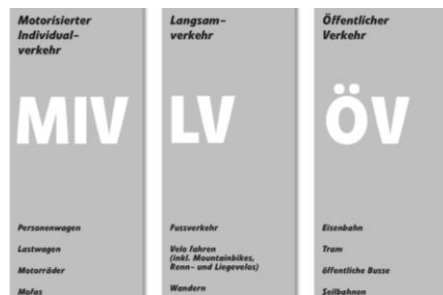 Motorisierter
Individual-
verkehr
MIV
Personenwagen
Lastwagen
Motorräder
Mofas
Langsam-
verkehr
LV
Fussverkehr
Velo fahren
(inkl. Mountainbikes,
Renn- und Liegevelos)
Wandern
Öffentlicher
Verkehr
ÖV
Eisenbahn
Tram
öffentliche Busse
Seilbahnen